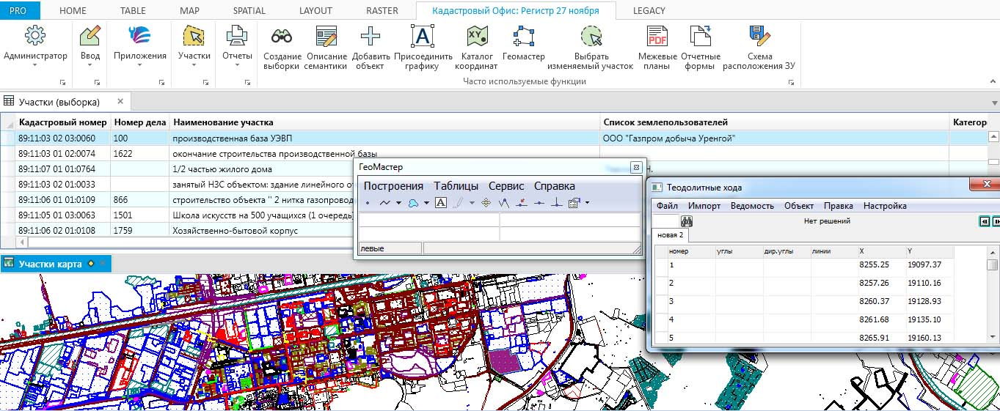 PRO HOME TABLE MAP SPATIAL LAYOUT RASTER Кадастровый Офис: Регистр 27 ноября LEGACY
Администратор Ввод Приложения Участки Отчеты Создание выборки Описание семантики Добавить объект Присоединить графику Каталог координат Геомастер Выбрать изменяемый участок Межевые планы Отчетные формы Схема расположения ЗУ
Часто используемые функции
Участки (выборка)
Кадастровый номер Номер дела Наименование участка Список землепользователей Категор
89:11:03 02 03:0060 100 производственная база УЭВП ООО "Газпром добыча Уренгой"
89:11:03 01 02:0074 1622 окончание строительства производственной базы
89:11:07 01 01:0764 1/2 частью жилого дома Н.
89:11:03 02 01:0033 занятый НЗС объектом: здание линейного от
89:11:06 01 01:0109 866 строительство объекта " 2 нитка газопровод
89:11:05 01 03:0063 1501 Школа искусств на 500 учащихся (1 очередь)
89:11:06 02 01:0108 1759 Хозяйственно-бытовой корпус
ГеоМастер
Построения Таблицы Сервис Справка
левые
Теодолитные хода
Файл Импорт Ведомость Объект Правка Настройка
Нет решений
новая 2
номер углы дир.углы линии X Y
1 8255.25 19097.37
2 8257.26 19110.16
3 8260.37 19128.93
4 8261.68 19135.10
5 8265.91 19160.13
Участки карта